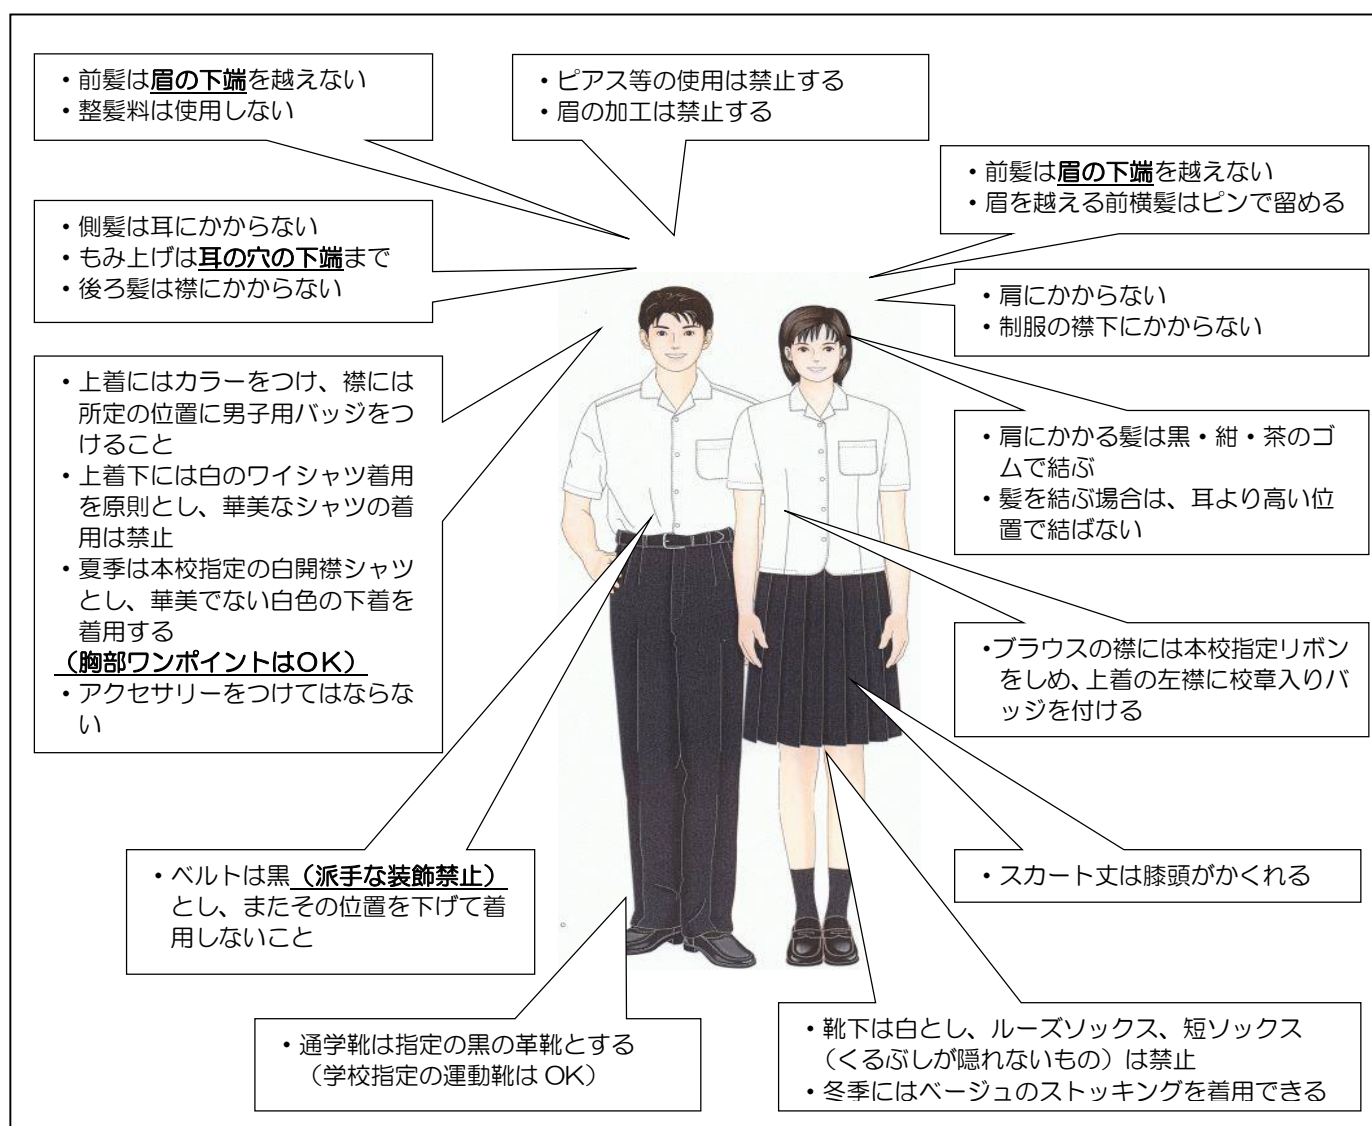 ・前髪は眉の下端を越えない
・整髪料は使用しない
・ピアス等の使用は禁止する
・眉の加工は禁止する
・前髪は眉の下端を越えない
・眉を越える前横髪はピンで留める
・側髪は耳にかからない
・もみ上げは耳の穴の下端まで
・後ろ髪は襟にかからない
・肩にかからない
・制服の襟下にかからない
・上着にはカラーをつけ、襟には
所定の位置に男子用バッジをつ
けること
・上着下には白のワイシャツ着用
を原則とし、華美なシャツの着
用は禁止
・夏季は本校指定の白開襟シャツ
とし、華美でない白色の下着を
着用する
（胸部ワンポイントはOK）
・アクセサリーをつけてはならな
い
・肩にかかる髪は黒・紺・茶のゴ
ムで結ぶ
・髪を結ぶ場合は、耳より高い位
置で結ばない
・ブラウスの襟には本校指定リボン
をしめ、上着の左襟に校章入りバ
ッジを付ける
・ベルトは黒（派手な装飾禁止）
とし、またその位置を下げて着
用しないこと
・スカート丈は膝頭がかくれる
・通学靴は指定の黒の革靴とする
（学校指定の運動靴は OK）
・靴下は白とし、ルーズソックス、短ソックス
（くるぶしが隠れないもの）は禁止
・冬季にはベージュのストッキングを着用できる